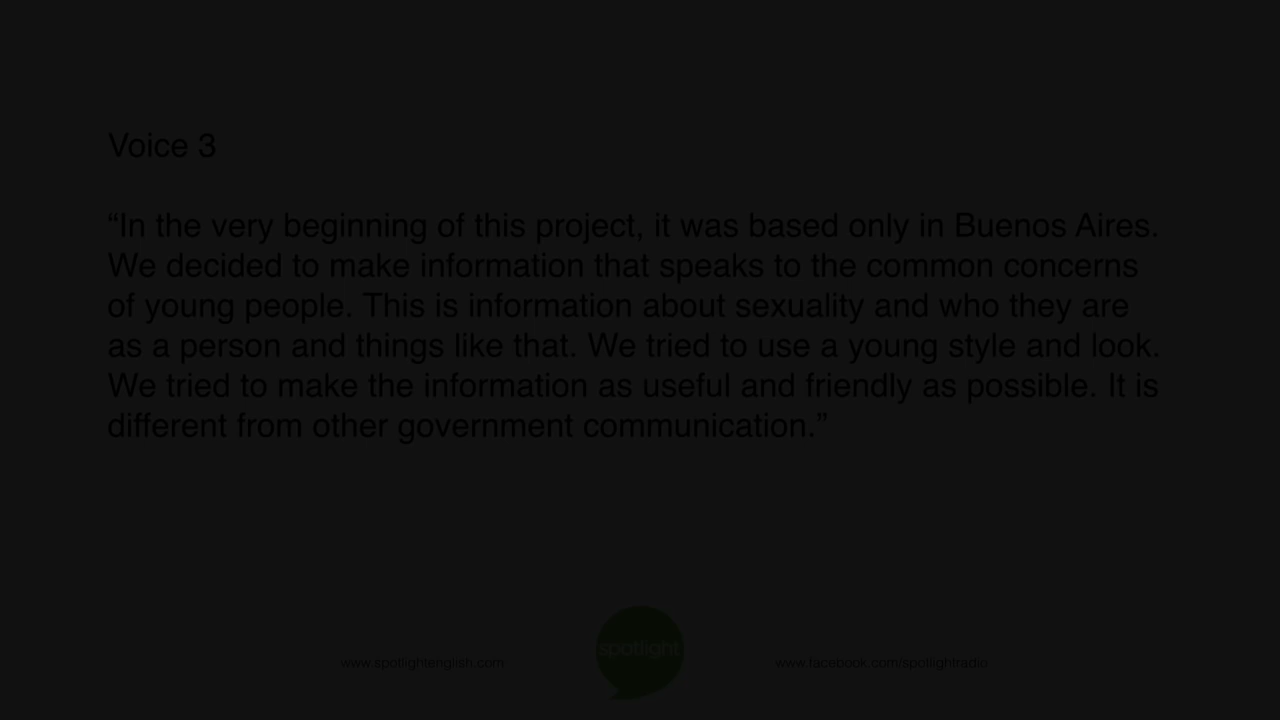 Voice 3
“In the very beginning of this project, it was based only in Buenos Aires.
We decided to make information that speaks to the common concerns
of young people. This is information about sexuality and who they are
as a person and things like that. We tried to use a young style and look.
We tried to make the information as useful and friendly as possible. It is
different from other government communication.”
spotlight
www.spotlightenglish.com
www.facebook.com/spotlightradio